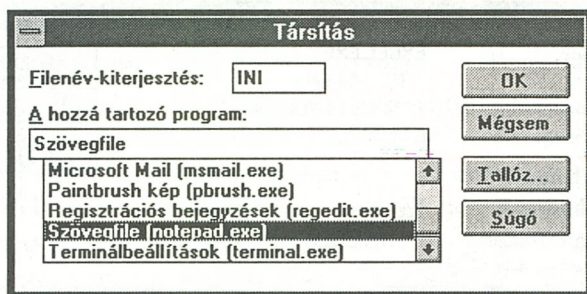 Társítás
Filenév-kiterjesztés: INI
OK
A hozzá tartozó program:
Mégsem
Szövegfile
Microsoft Mail (msmail.exe)
Paintbrush kép (pbrush.exe)
Tallóz...
Regisztrációs bejegyzések (regedit.exe)
Szövegfile (notepad.exe)
Súgó
Terminálbeállítások (terminal.exe)